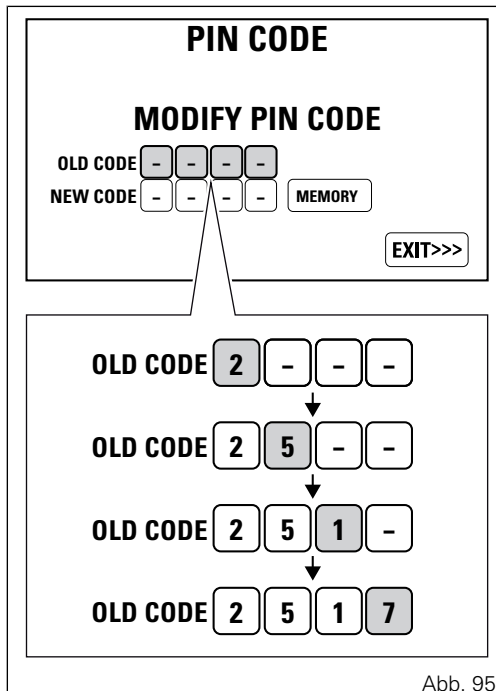 PIN CODE
MODIFY PIN CODE
OLD CODE - - - -
NEW CODE - - - - MEMORY
EXIT>>>
OLD CODE 2 - - -
OLD CODE 2 5 - -
OLD CODE 2 5 1 -
OLD CODE 2 5 1 7
Abb. 95